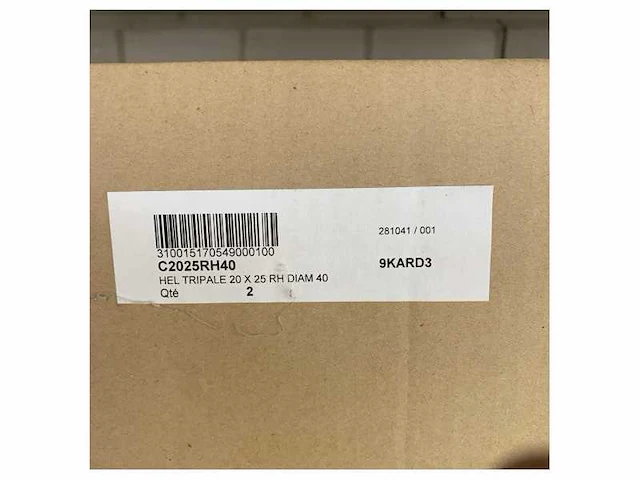 310015170549000100
281041 / 001
C2025RH40
9KARD3
HEL TRIPALE 20 X 25 RH DIAM 40
Qté 2